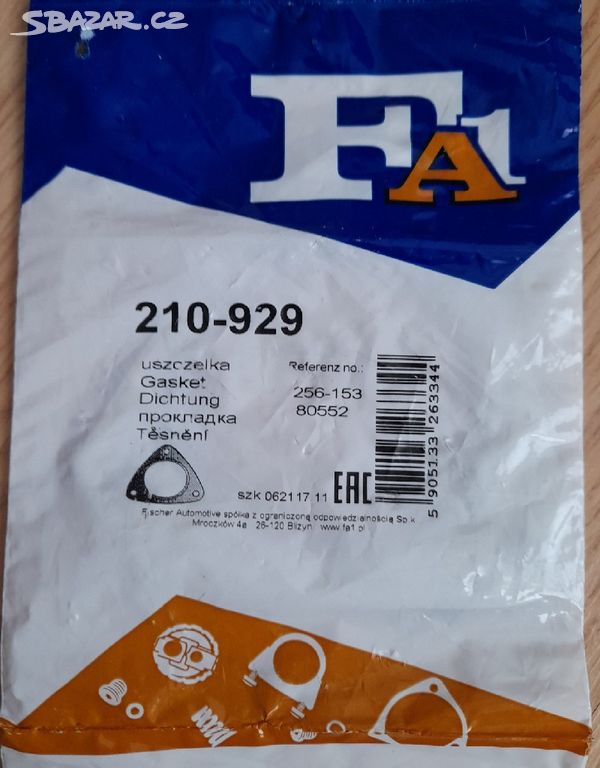 SBAZAR.CZ
FA1
210-929
uszczelka
Gasket
Dichtung
прокладка
Těsnění
Referenz no.:
256-153
80552
szk 062117 11
EAC
5 905133 263344
Fischer Automotive spółka z ograniczoną odpowiedzialnością Sp.k
Mroczków 4a 26-120 Bliżyn www.fa1.pl